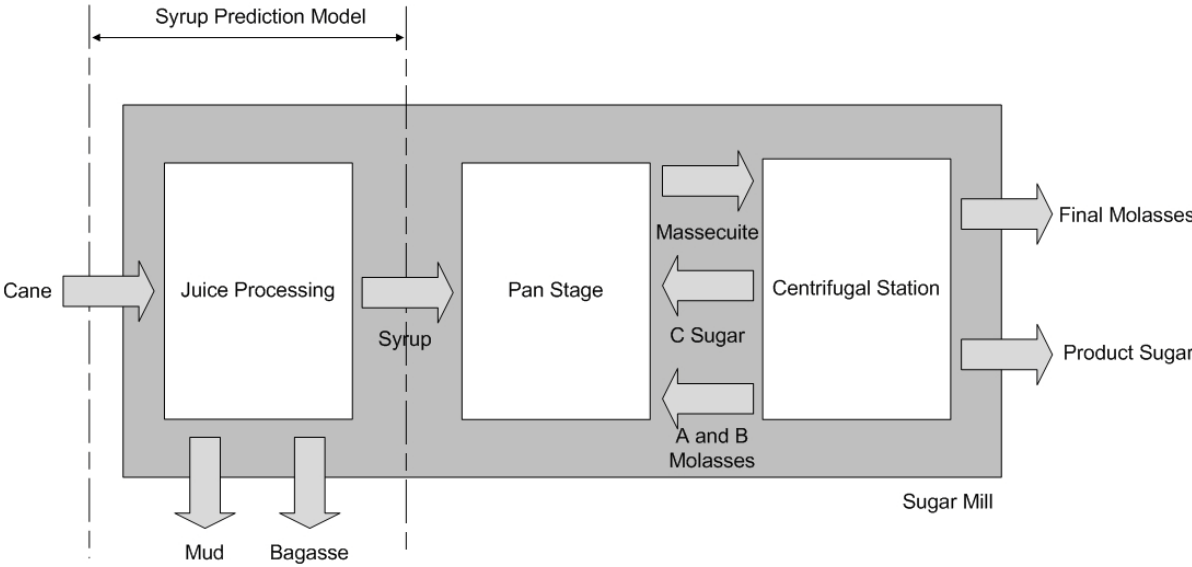 Syrup Prediction Model
Cane
Juice Processing
Syrup
Pan Stage
Massecuite
C Sugar
A and B
Molasses
Centrifugal Station
Final Molasses
Product Sugar
Sugar Mill
Mud
Bagasse